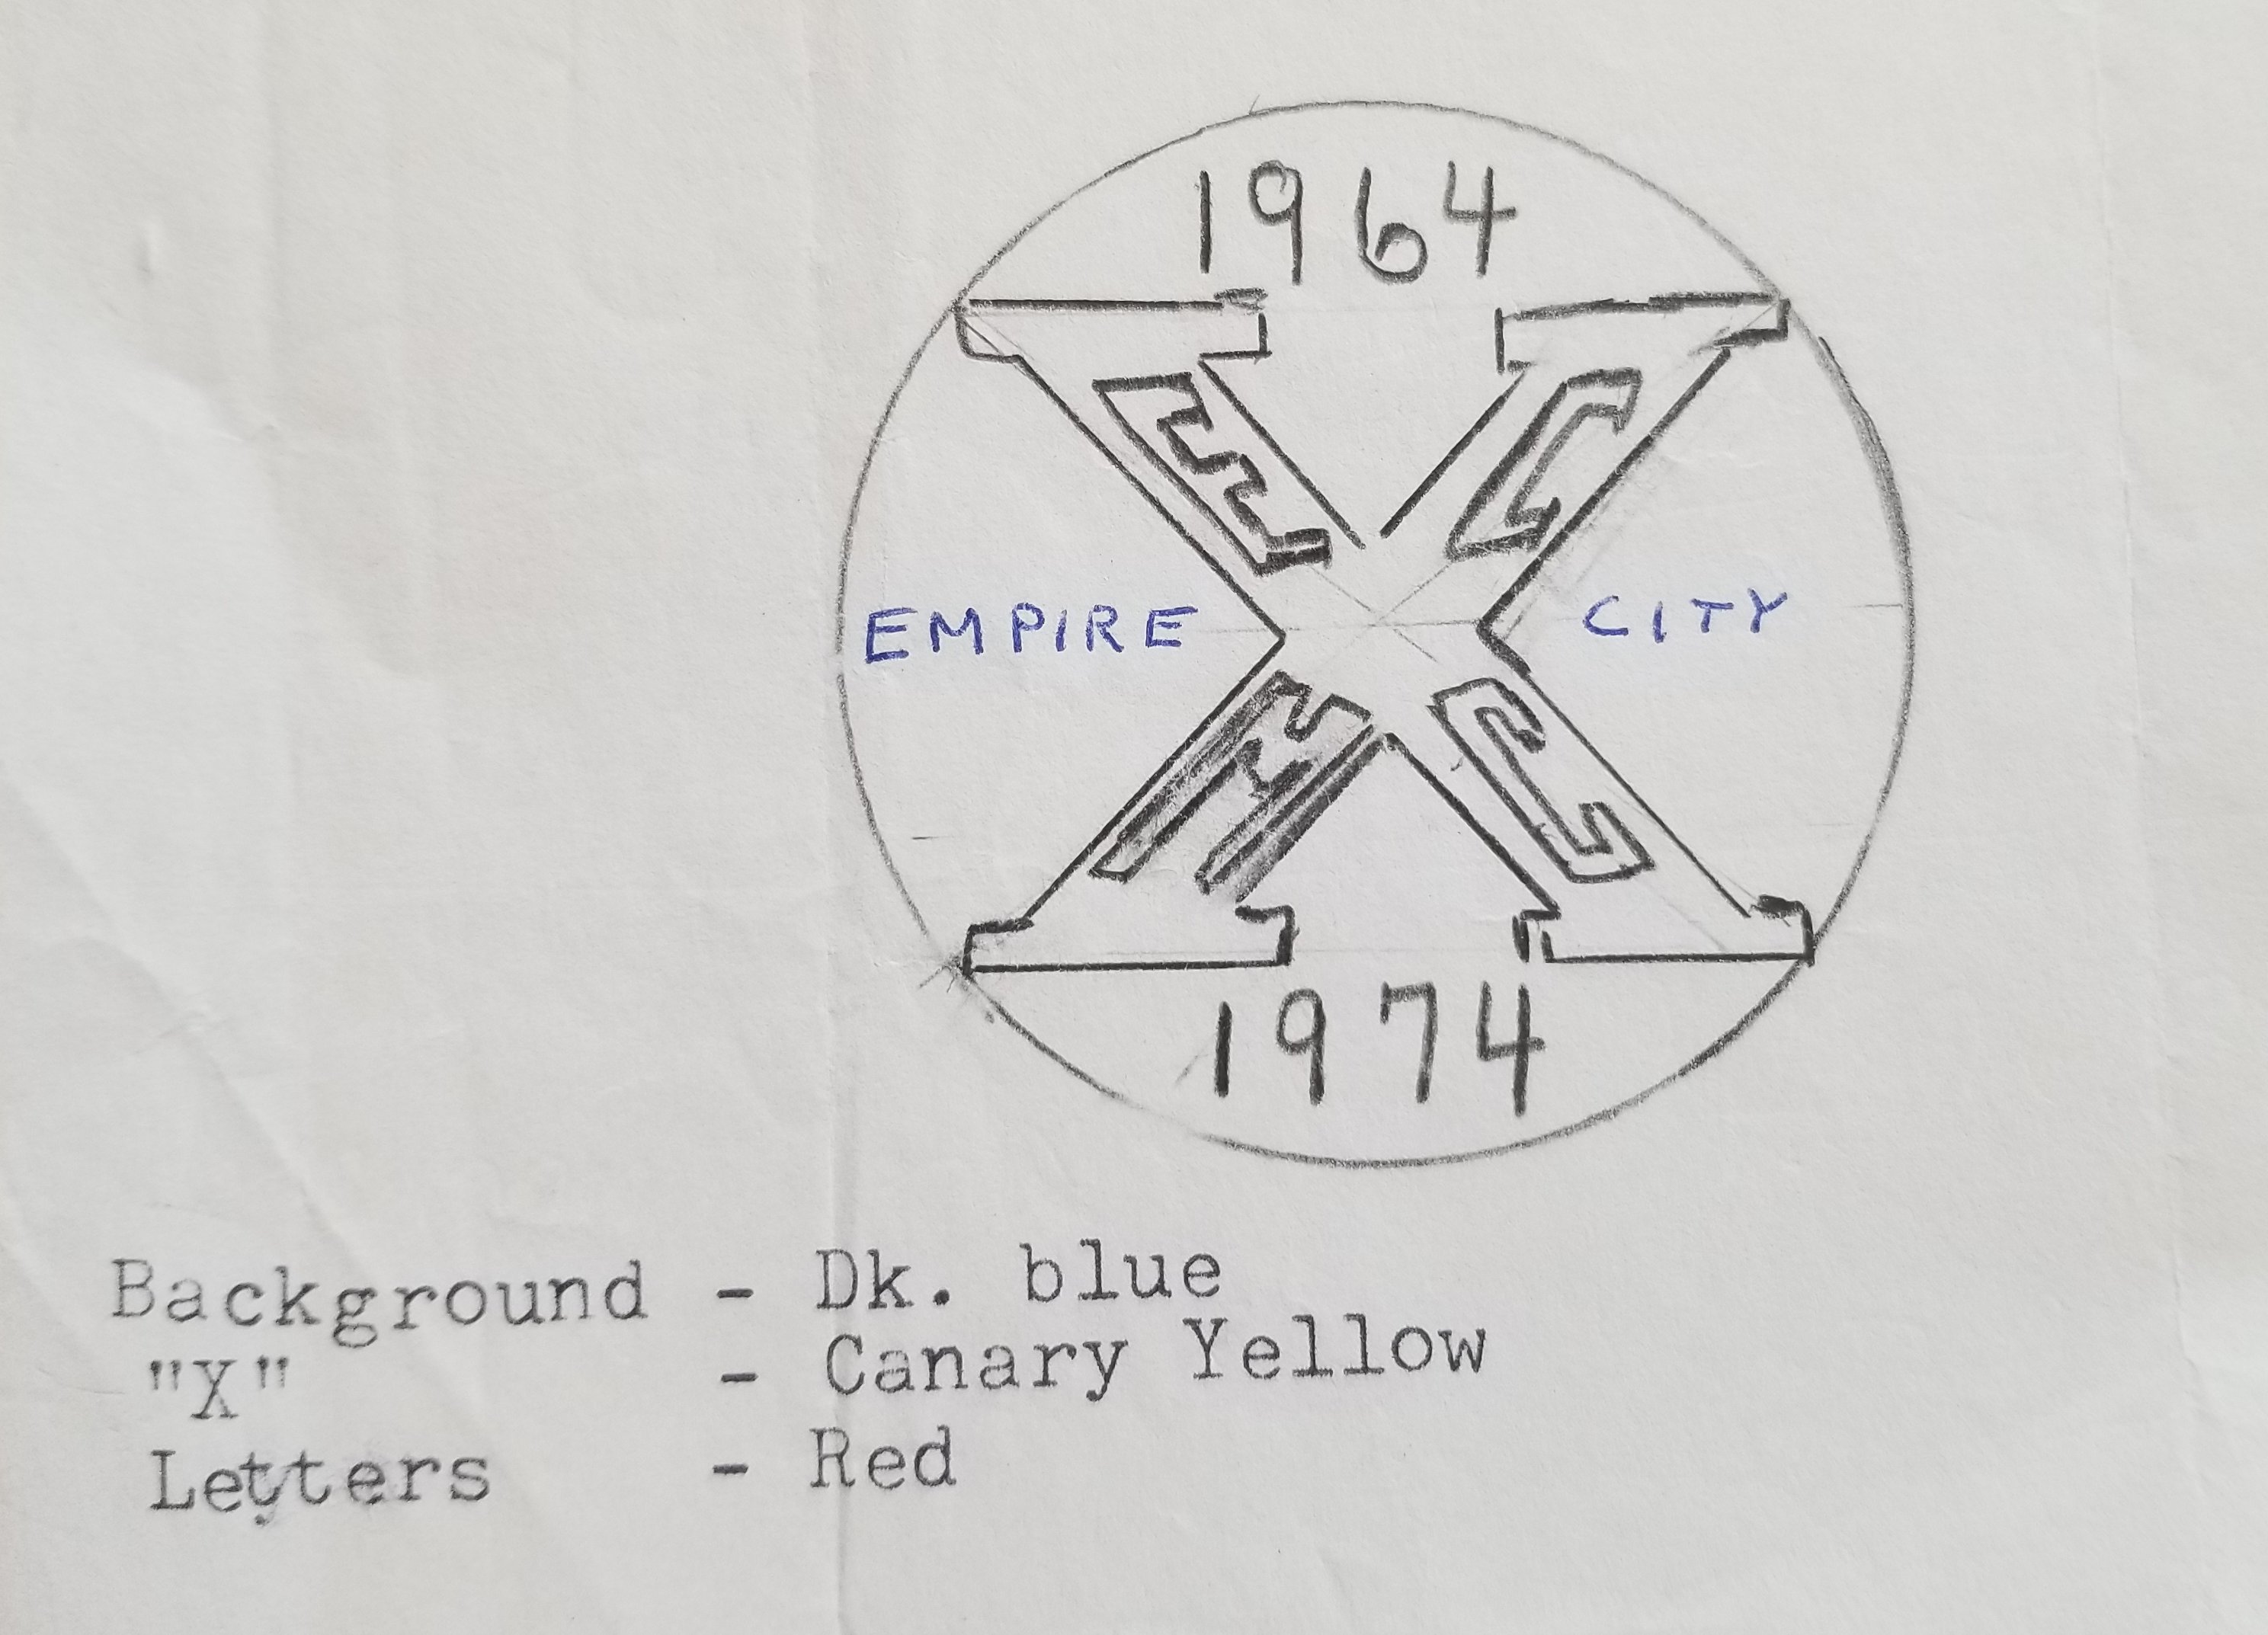 1964
E C
EMPIRE CITY
M C
1974
Background - Dk. blue
"X" - Canary Yellow
Letters - Red